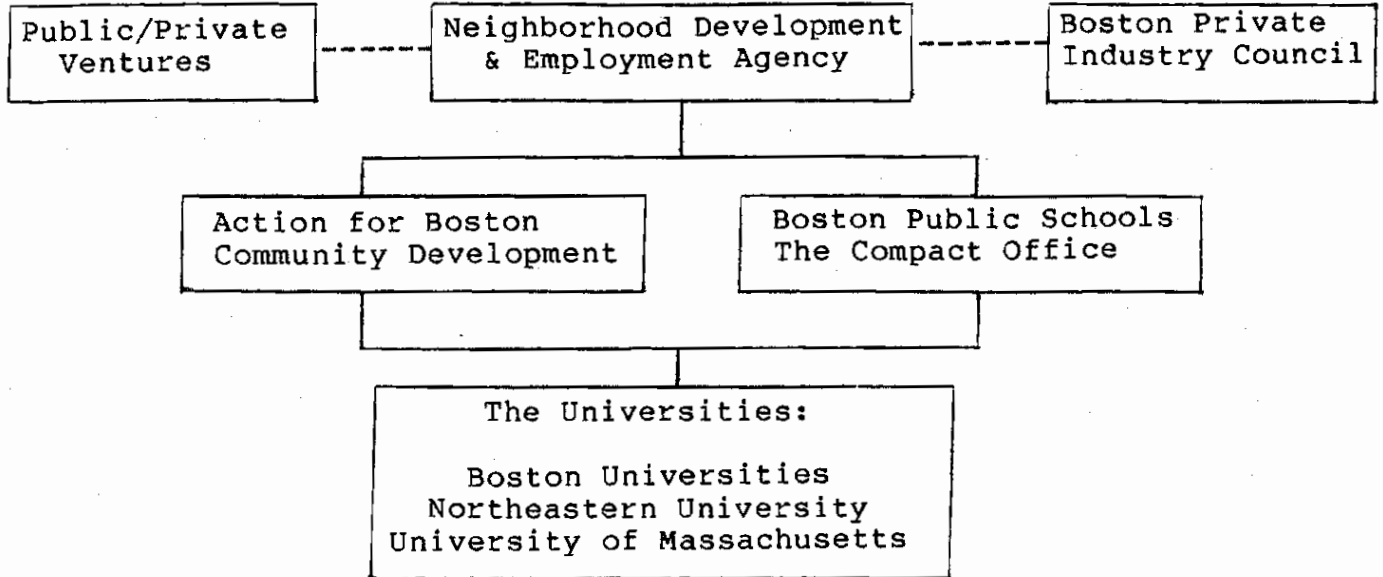 Public/Private
Ventures
Neighborhood Development
& Employment Agency
Boston Private
Industry Council
Action for Boston
Community Development
Boston Public Schools
The Compact Office
The Universities:
Boston Universities
Northeastern University
University of Massachusetts